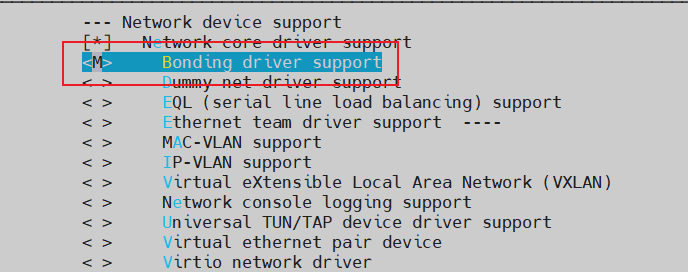 --- Network device support
[*]   Network core driver support
<M>     Bonding driver support
< >     Dummy net driver support
< >     EQL (serial line load balancing) support
< >     Ethernet team driver support  ----
< >     MAC-VLAN support
< >     IP-VLAN support
< >     Virtual eXtensible Local Area Network (VXLAN)
< >     Network console logging support
< >     Universal TUN/TAP device driver support
< >     Virtual ethernet pair device
< >     Virtio network driver